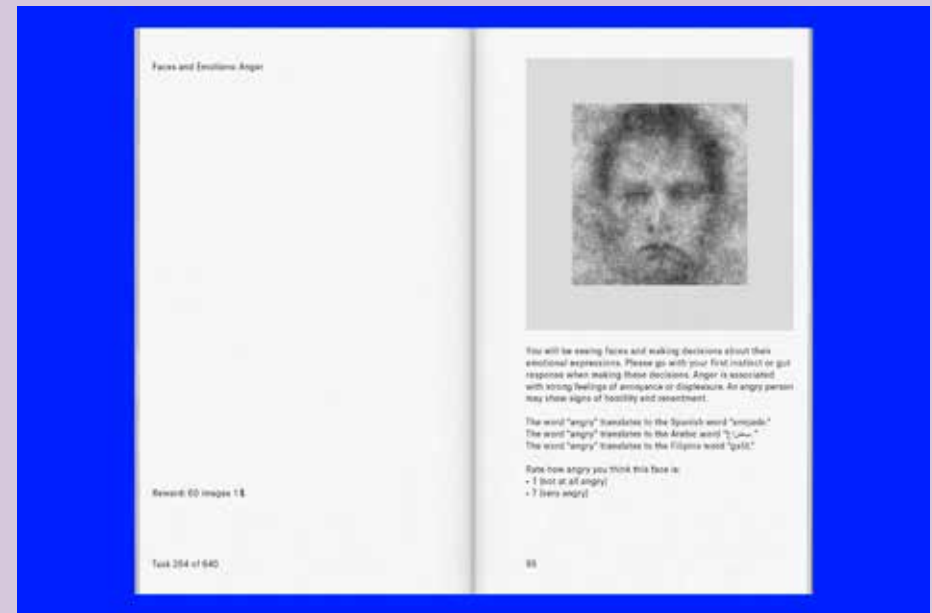 Faces and Emotions: Anger
Reward: 60 images 1 $
Task 204 of 640
You will be seeing faces and making decisions about their
emotional expressions. Please go with your first instinct or gut
response when making these decisions. Anger is associated
with strong feelings of annoyance or displeasure. An angry person
may show signs of hostility and resentment.
The word "angry" translates to the Spanish word "enojado."
The word "angry" translates to the Arabic word
The word "angry" translates to the Filipino word "galit."
Rate how angry you think this face is:
• 1 (not at all angry)
• 7 (very angry)